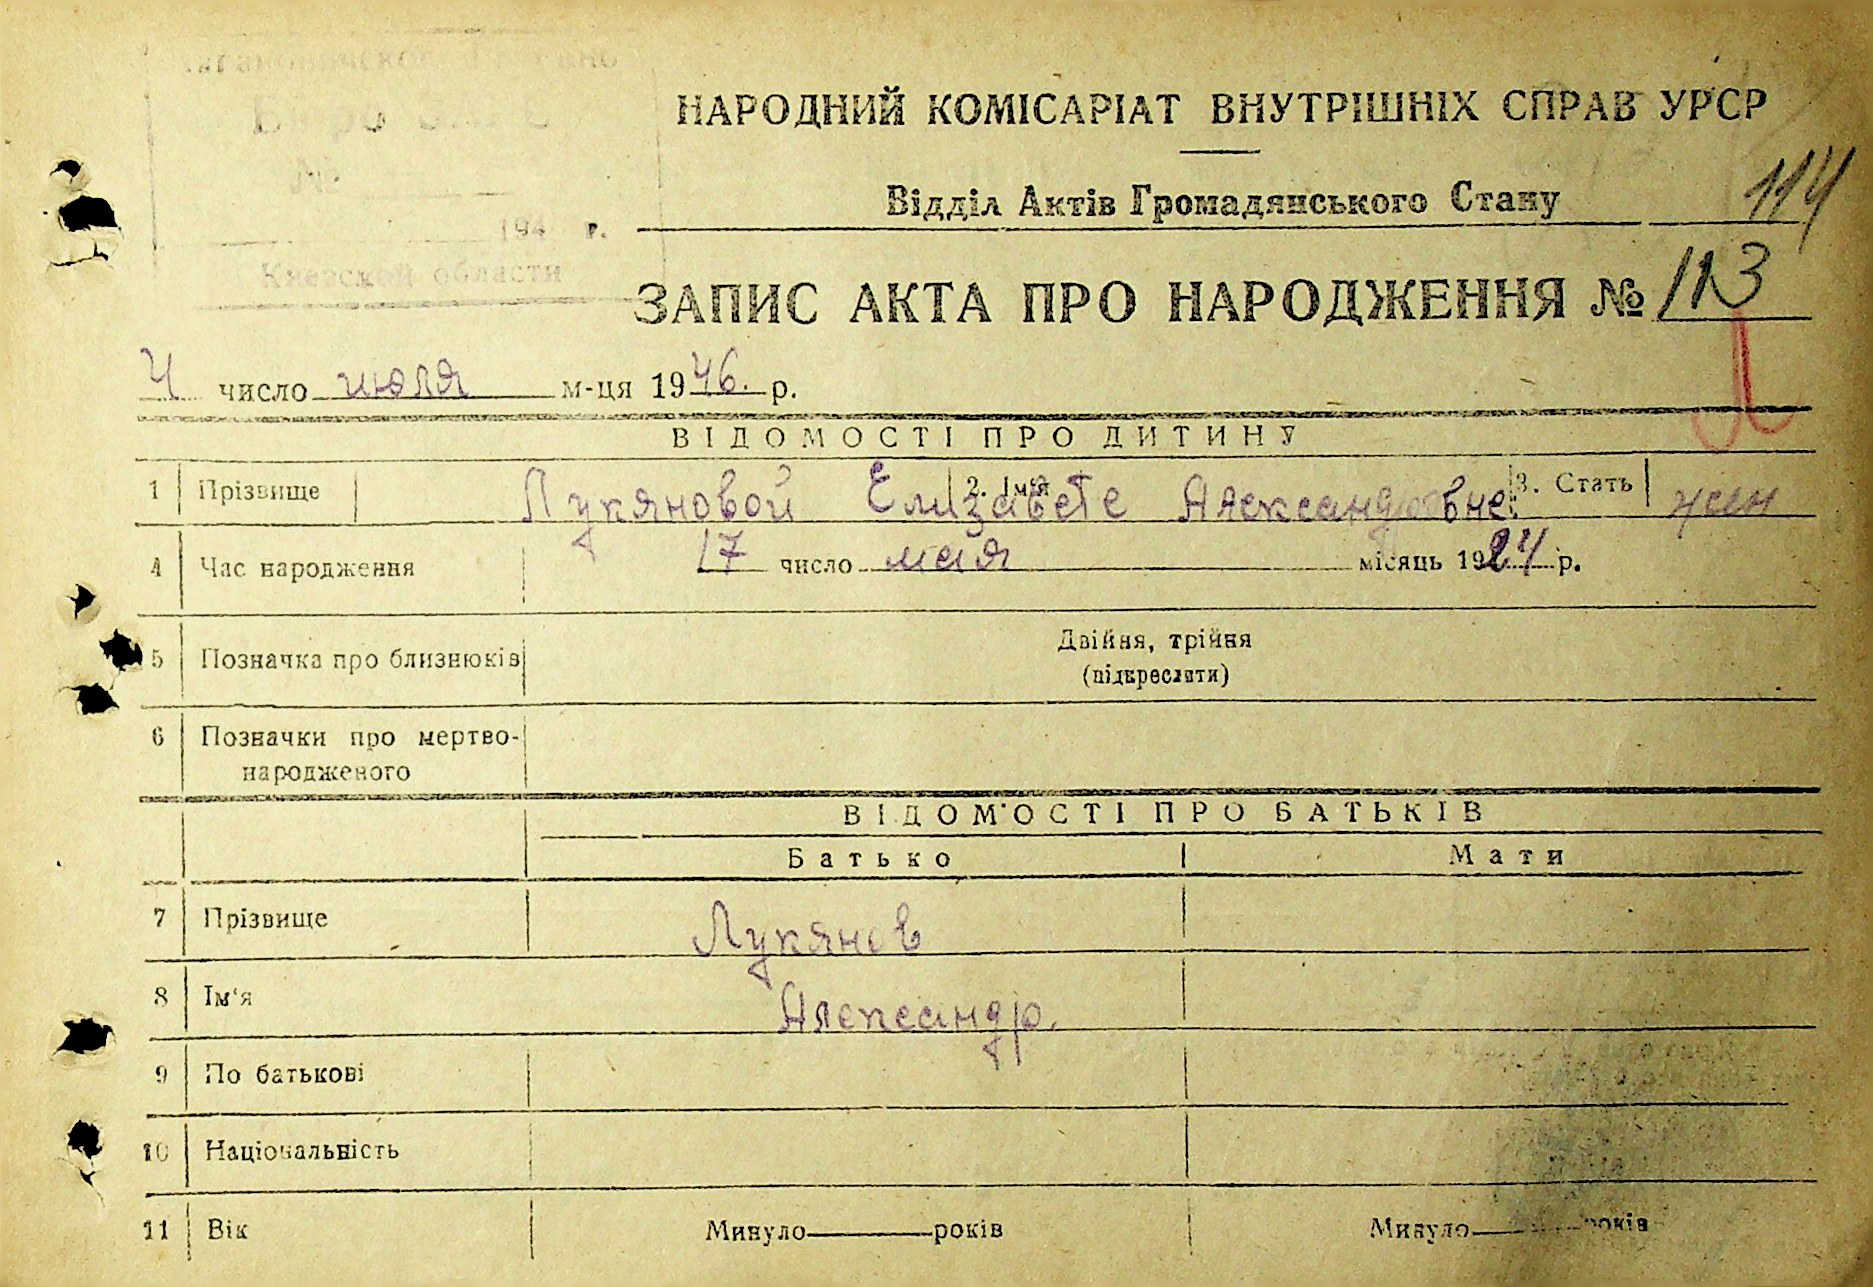 194 г.
Киевской области
НАРОДНИЙ КОМІСАРІАТ ВНУТРІШНІХ СПРАВ УРСР
Відділ Актів Громадянського Стану 114
ЗАПИС АКТА ПРО НАРОДЖЕННЯ № 113
4 число июля м-ця 1946. р.
ВІДОМОСТІ ПРО ДИТИНУ
1 Прізвище Лукяновой 2. Ім'я Елизавете Александровне. 3. Стать жен
4 Час народження 17 число мая місяць 1924 р.
5 Позначка про близнюків Двійня, трійня
(підкреслити)
6 Позначки про мертво-
народженого
ВІДОМОСТІ ПРО БАТЬКІВ
Батько Мати
7 Прізвище Лукянов
8 Ім'я Александр.
9 По батькові
10 Національність
11 Вік Минуло років Минуло років